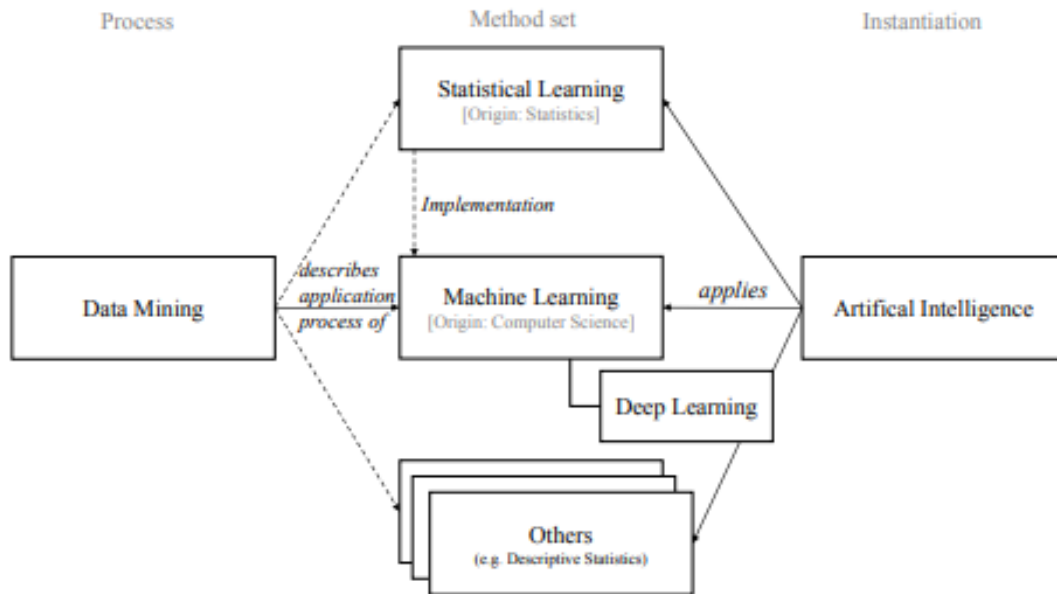 Process
Method set
Instantiation
Statistical Learning
[Origin: Statistics]
Implementation
Data Mining
describes
application
process of
Machine Learning
[Origin: Computer Science]
applies
Artifical Intelligence
Deep Learning
Others
(e.g. Descriptive Statistics)